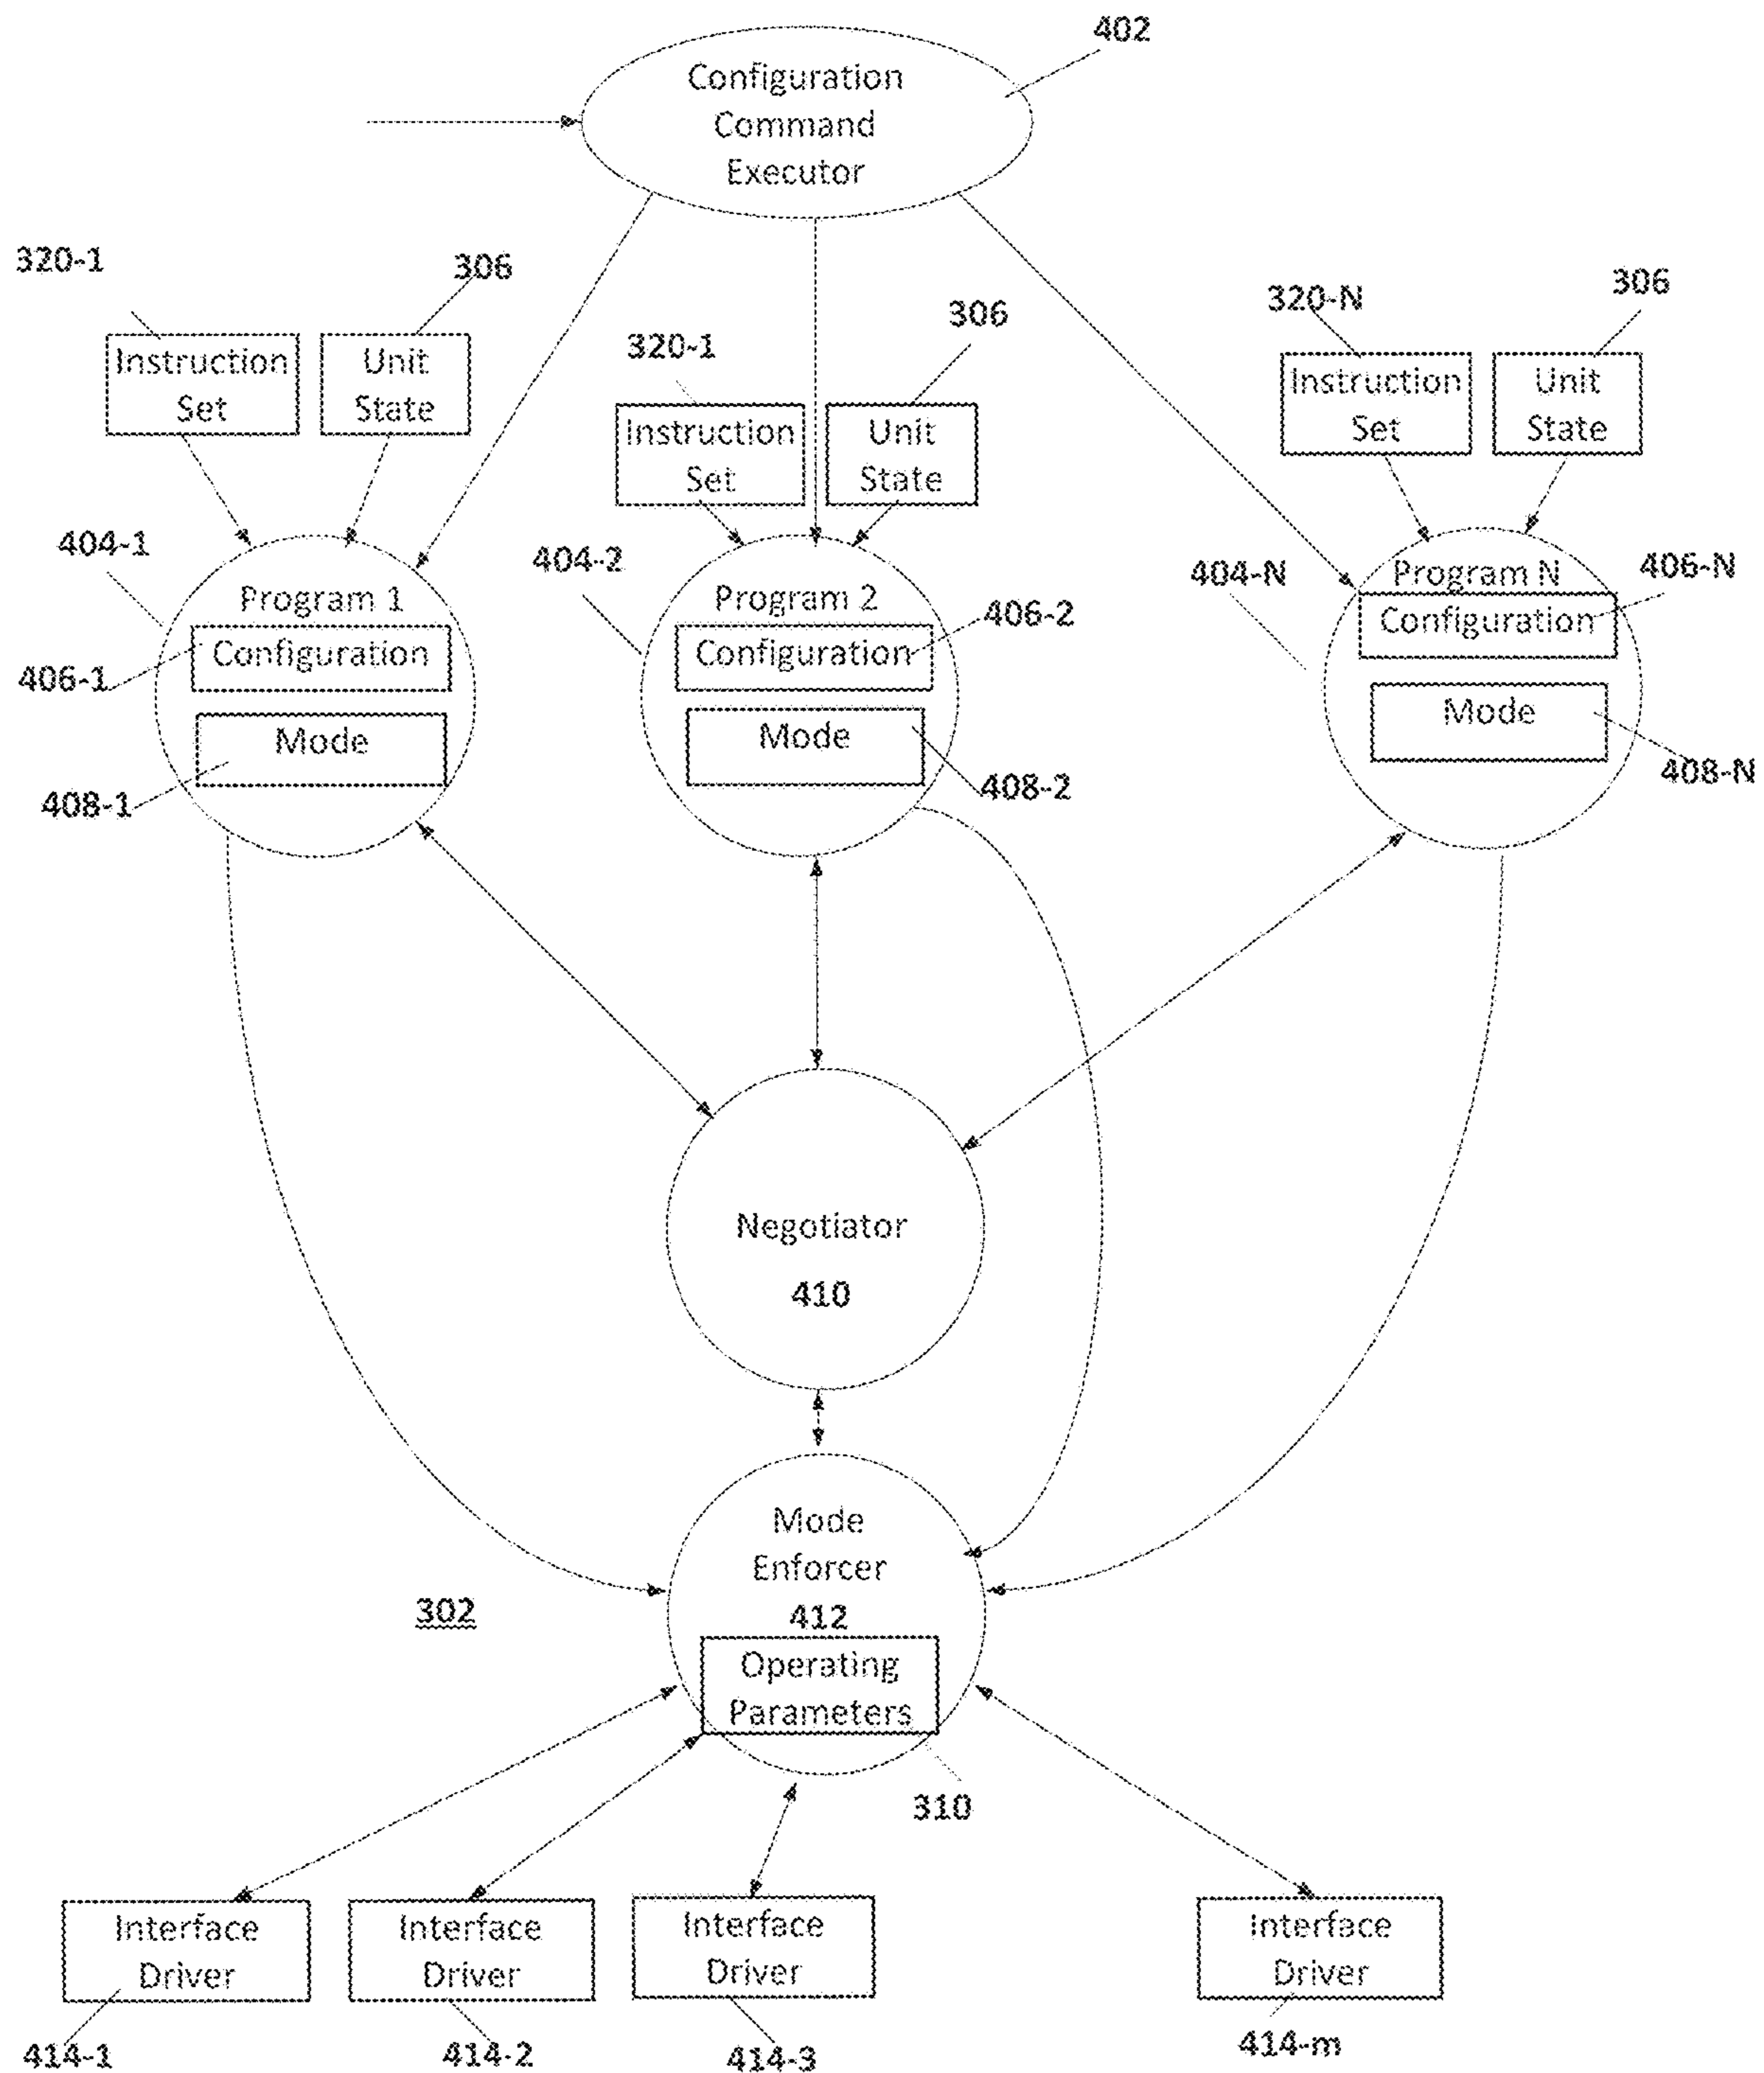 402
Configuration
Command
Executor
320-1
306
Instruction
Set
Unit
State
320-1
306
Instruction
Set
Unit
State
320-N
306
Instruction
Set
Unit
State
404-1
Program 1
Configuration
406-1
Mode
408-1
404-2
Program 2
Configuration
406-2
Mode
408-2
404-N
Program N
Configuration
406-N
Mode
408-N
Negotiator
410
Mode
Enforcer
412
Operating
Parameters
302
310
Interface
Driver
414-1
Interface
Driver
414-2
Interface
Driver
414-3
Interface
Driver
414-m